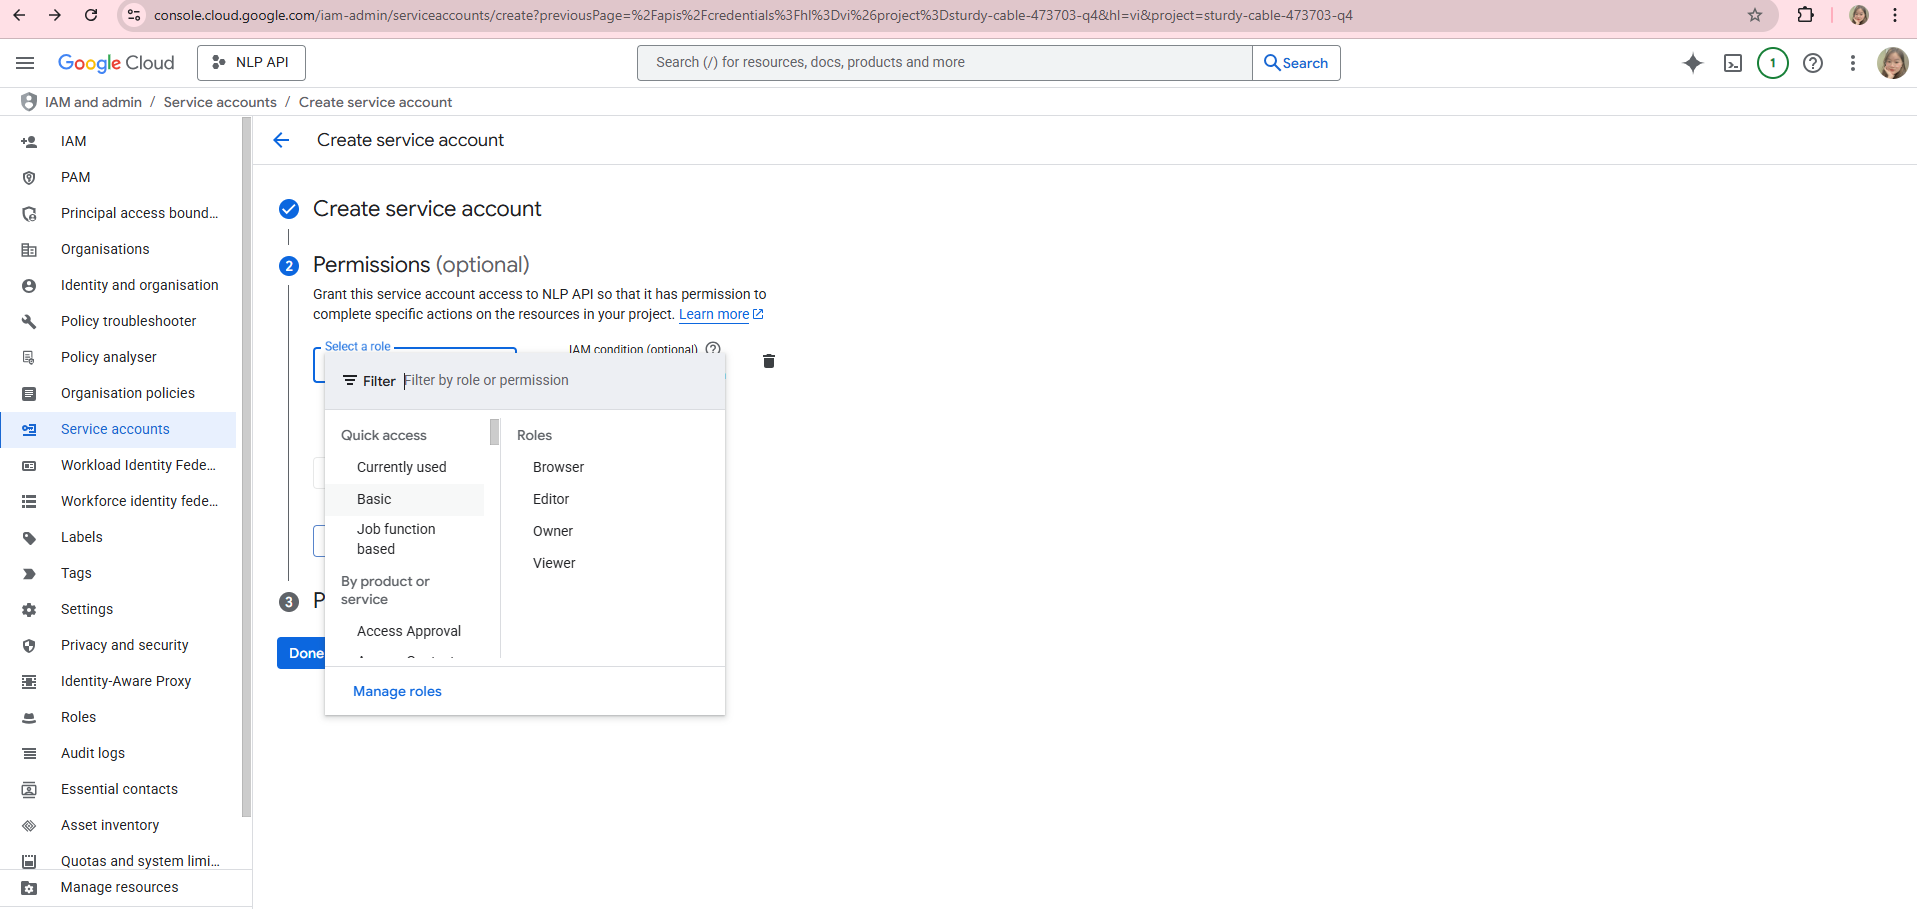 console.cloud.google.com/iam-admin/serviceaccounts/create?previousPage=%2Fapis%2Fcredentials%3Fhl%3Dvi%26project%3Dsturdy-cable-473703-q4&hl=vi&project=sturdy-cable-473703-q4
Google Cloud
NLP API
Search (/) for resources, docs, products and more
Search
1
IAM and admin / Service accounts / Create service account
IAM
PAM
Principal access bound...
Organisations
Identity and organisation
Policy troubleshooter
Policy analyser
Organisation policies
Service accounts
Workload Identity Fede...
Workforce identity fede...
Labels
Tags
Settings
Privacy and security
Identity-Aware Proxy
Roles
Audit logs
Essential contacts
Asset inventory
Quotas and system limi...
Manage resources
Create service account
Create service account
2
Permissions (optional)
Grant this service account access to NLP API so that it has permission to
complete specific actions on the resources in your project. Learn more
Select a role
IAM condition (optional)
Filter Filter by role or permission
Quick access
Currently used
Basic
Job function
based
By product or
service
Access Approval
Roles
Browser
Editor
Owner
Viewer
Manage roles
3
P
Done